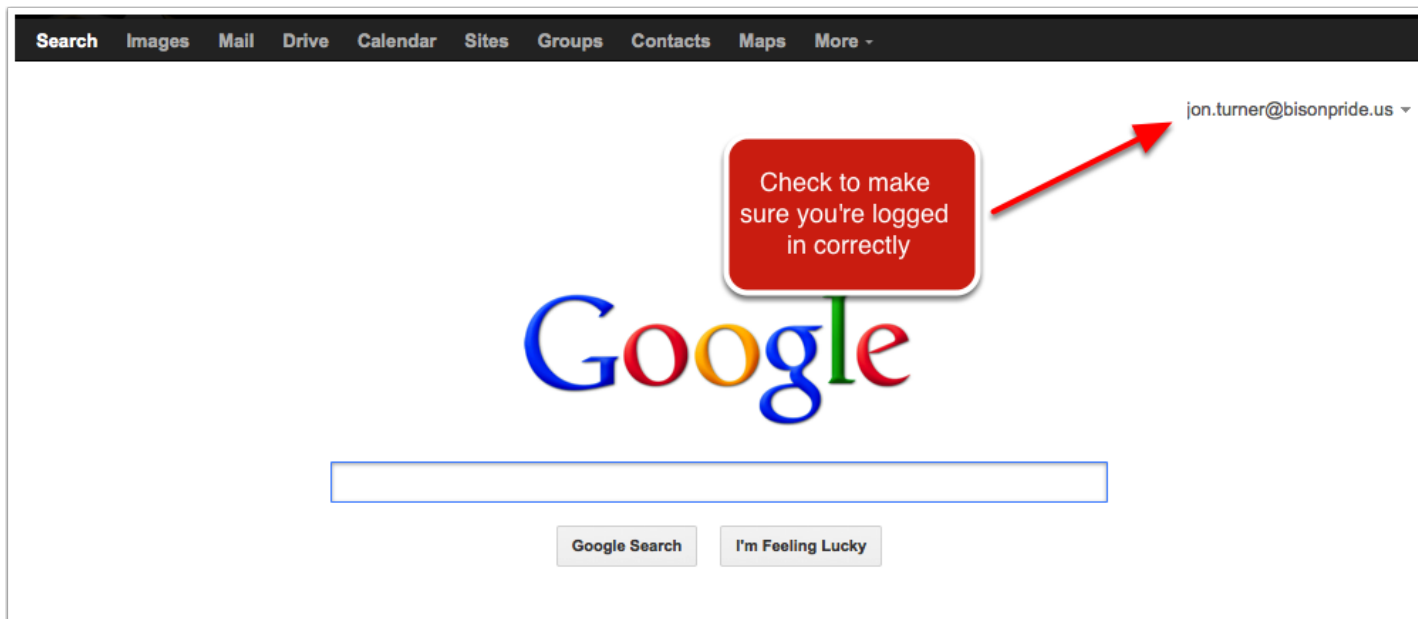 Search Images Mail Drive Calendar Sites Groups Contacts Maps More
jon.turner@bisonpride.us
Check to make
sure you're logged
in correctly
Google
Google Search I'm Feeling Lucky